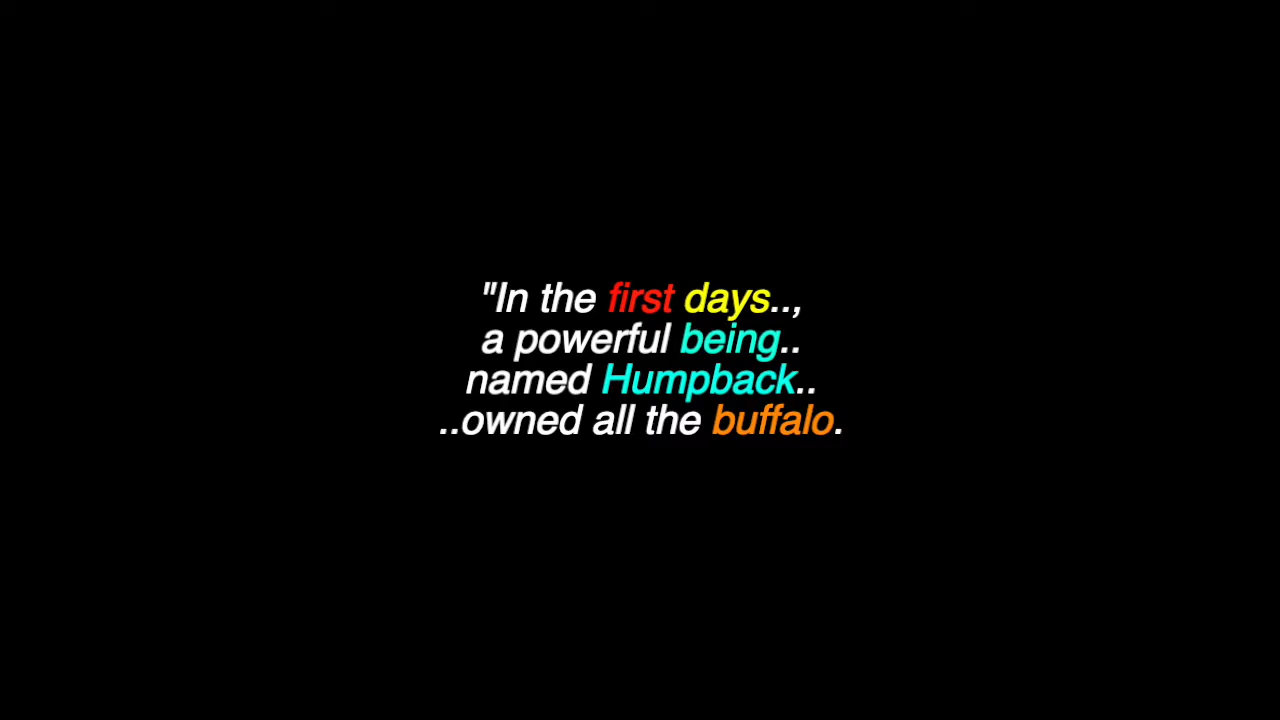 "In the first days..,
a powerful being..
named Humpback..
..owned all the buffalo.